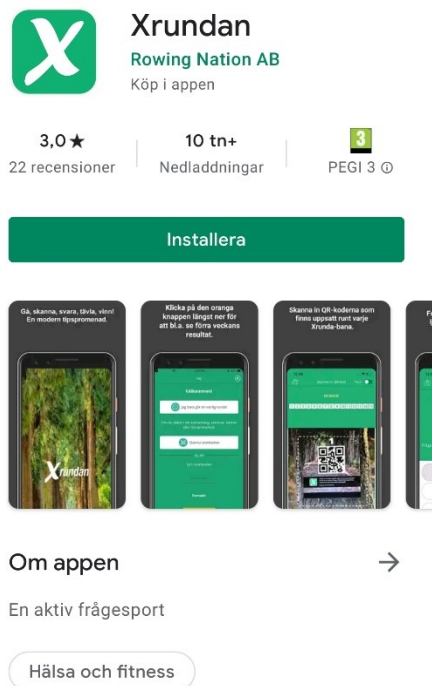 Xrundan
Rowing Nation AB
Köp i appen
3,0★
22 recensioner
10 tn+
Nedladdningar
3
PEGI 3
Installera
Gå, skanna, svara, tävla, vinn!
En modern tipspromenad.
Xrundan
Klicka på den oranga
knappen längst ner för
att bl.a. se förra veckans
resultat.
Skanna in QR-koderna som
finns uppsatt runt varje
Xrunda-bana.
Om appen
En aktiv frågesport
Hälsa och fitness